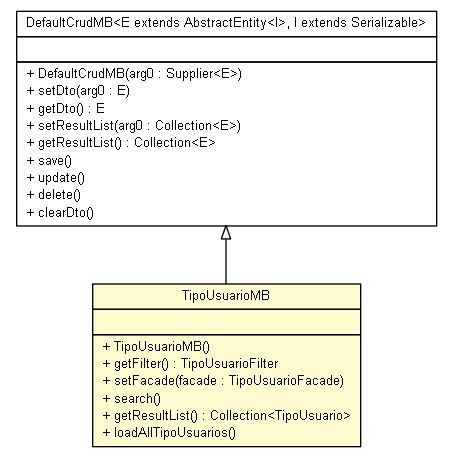 DefaultCrudMB<E extends AbstractEntity<I>, I extends Serializable>
+ DefaultCrudMB(arg0 : Supplier<E>)
+ setDto(arg0 : E)
+ getDto() : E
+ setResultList(arg0 : Collection<E>)
+ getResultList() : Collection<E>
+ save()
+ update()
+ delete()
+ clearDto()
TipoUsuarioMB
+ TipoUsuarioMB()
+ getFilter() : TipoUsuarioFilter
+ setFacade(facade : TipoUsuarioFacade)
+ search()
+ getResultList() : Collection<TipoUsuario>
+ loadAllTipoUsuarios()